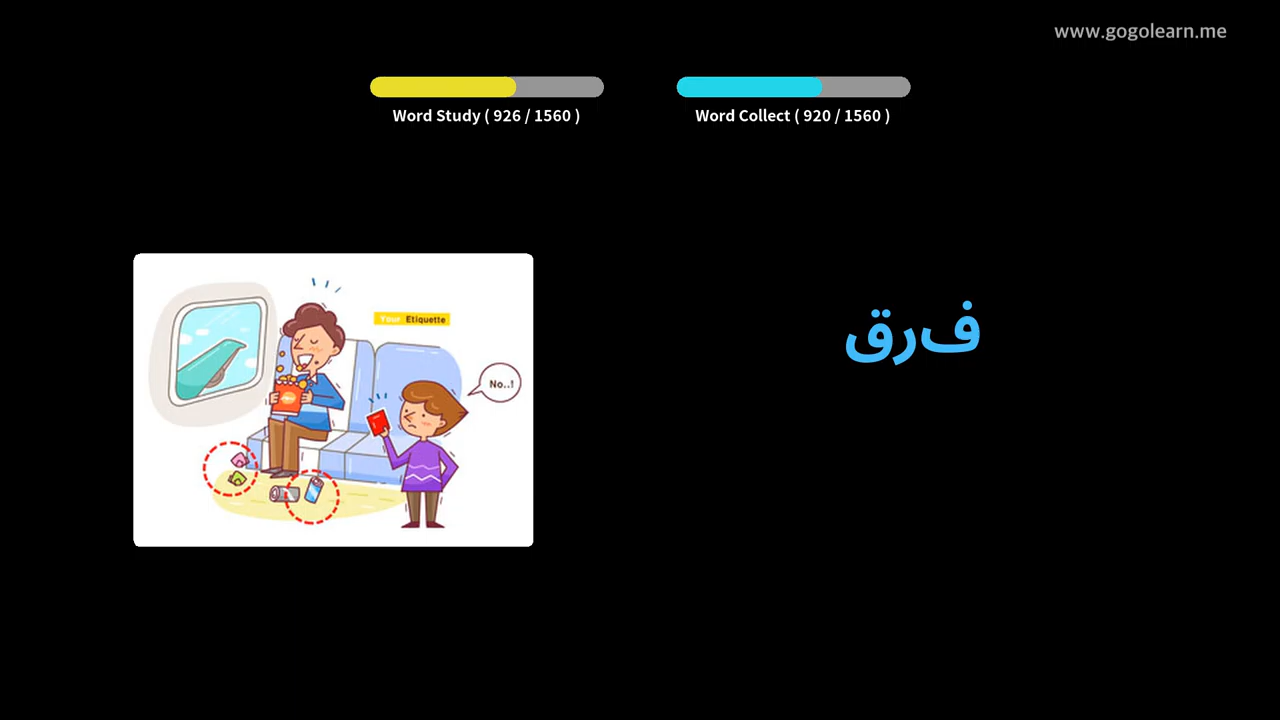 www.gogolearn.me
Word Study ( 926 / 1560 )
Word Collect ( 920 / 1560 )
Your Etiquette
No..!
فرق